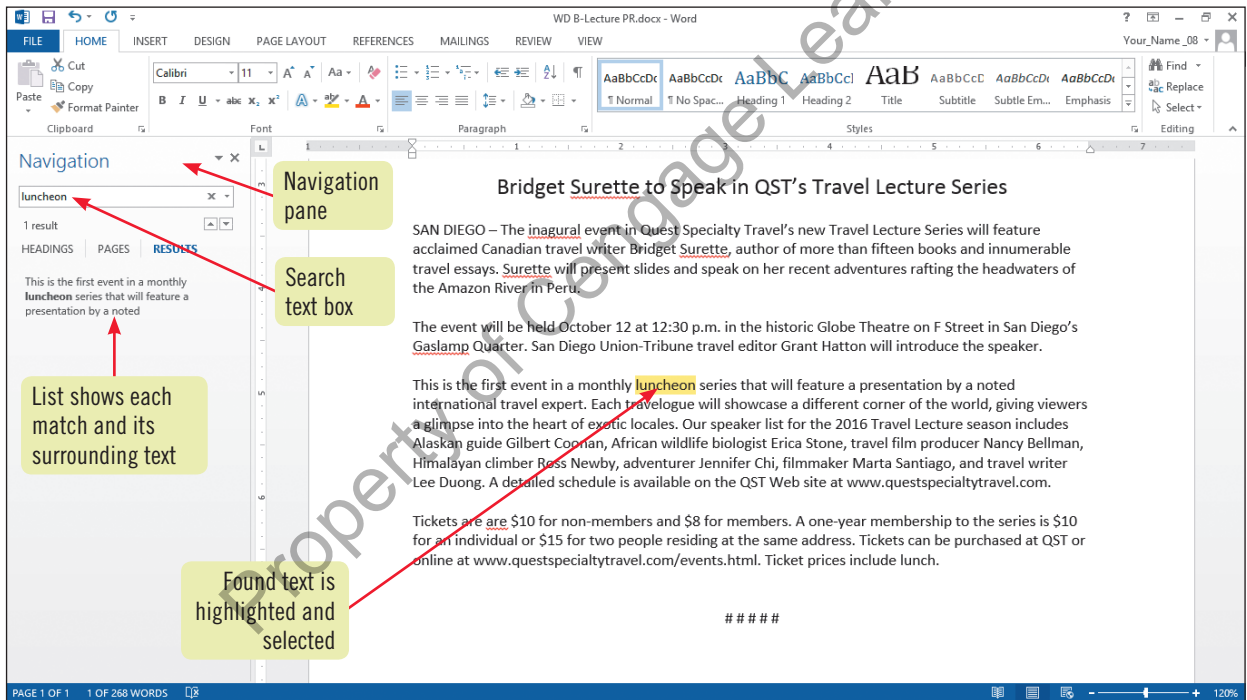 WD B-Lecture PR.docx - Word
FILE HOME INSERT DESIGN PAGE LAYOUT REFERENCES MAILINGS REVIEW VIEW Your_Name_08
Paste
Cut
Copy
Format Painter
Calibri 11
AaBbCcDc AaBbCcDc AaBbC AaBbCcI AaB AaBbCcC AaBbCcDc AaBbCcDc
¶ Normal ¶ No Spac... Heading 1 Heading 2 Title Subtitle Subtle Em... Emphasis
Find
Replace
Select
Clipboard Font Paragraph Styles Editing
Navigation
luncheon
1 result
HEADINGS PAGES RESULTS
This is the first event in a monthly
luncheon series that will feature a
presentation by a noted
Navigation
pane
Search
text box
List shows each
match and its
surrounding text
Found text is
highlighted and
selected
Bridget Surette to Speak in QST's Travel Lecture Series
SAN DIEGO – The inagural event in Quest Specialty Travel's new Travel Lecture Series will feature
acclaimed Canadian travel writer Bridget Surette, author of more than fifteen books and innumerable
travel essays. Surette will present slides and speak on her recent adventures rafting the headwaters of
the Amazon River in Peru.
The event will be held October 12 at 12:30 p.m. in the historic Globe Theatre on F Street in San Diego's
Gaslamp Quarter. San Diego Union-Tribune travel editor Grant Hatton will introduce the speaker.
This is the first event in a monthly luncheon series that will feature a presentation by a noted
international travel expert. Each travelogue will showcase a different corner of the world, giving viewers
a glimpse into the heart of exotic locales. Our speaker list for the 2016 Travel Lecture season includes
Alaskan guide Gilbert Coonan, African wildlife biologist Erica Stone, travel film producer Nancy Bellman,
Himalayan climber Ross Newby, adventurer Jennifer Chi, filmmaker Marta Santiago, and travel writer
Lee Duong. A detailed schedule is available on the QST Web site at www.questspecialtytravel.com.
Tickets are are $10 for non-members and $8 for members. A one-year membership to the series is $10
for an individual or $15 for two people residing at the same address. Tickets can be purchased at QST or
online at www.questspecialtytravel.com/events.html. Ticket prices include lunch.
# # # # #
PAGE 1 OF 1 1 OF 268 WORDS 120%
Property of Cengage